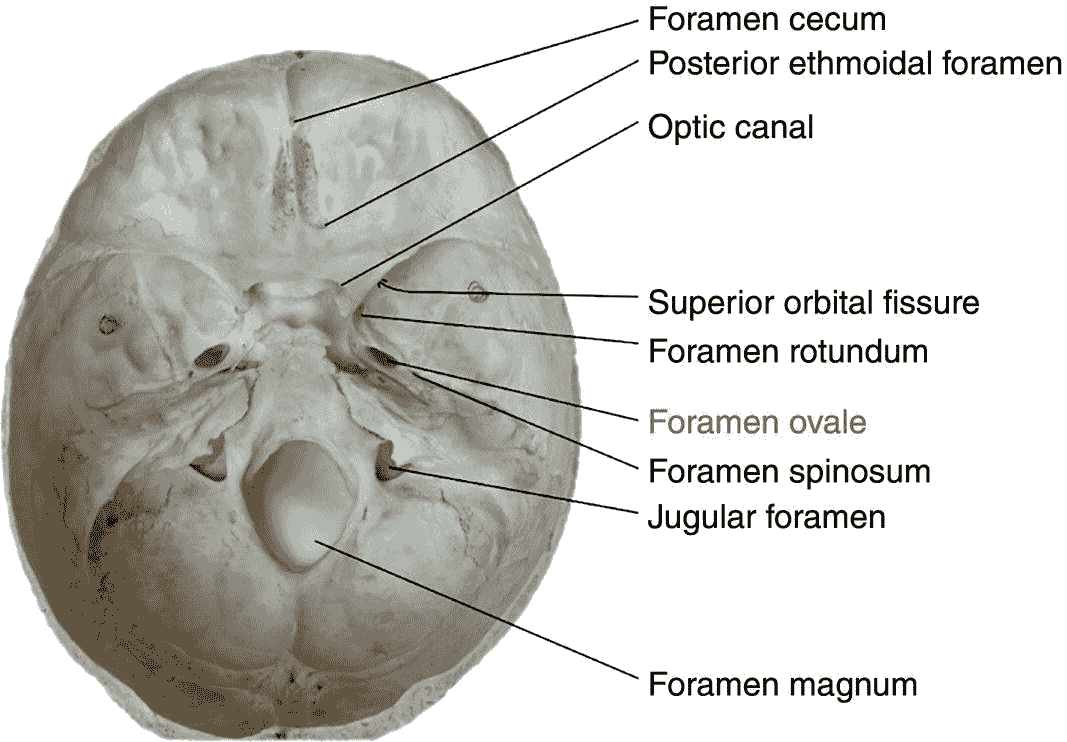 Foramen cecum
Posterior ethmoidal foramen
Optic canal
Superior orbital fissure
Foramen rotundum
Foramen ovale
Foramen spinosum
Jugular foramen
Foramen magnum